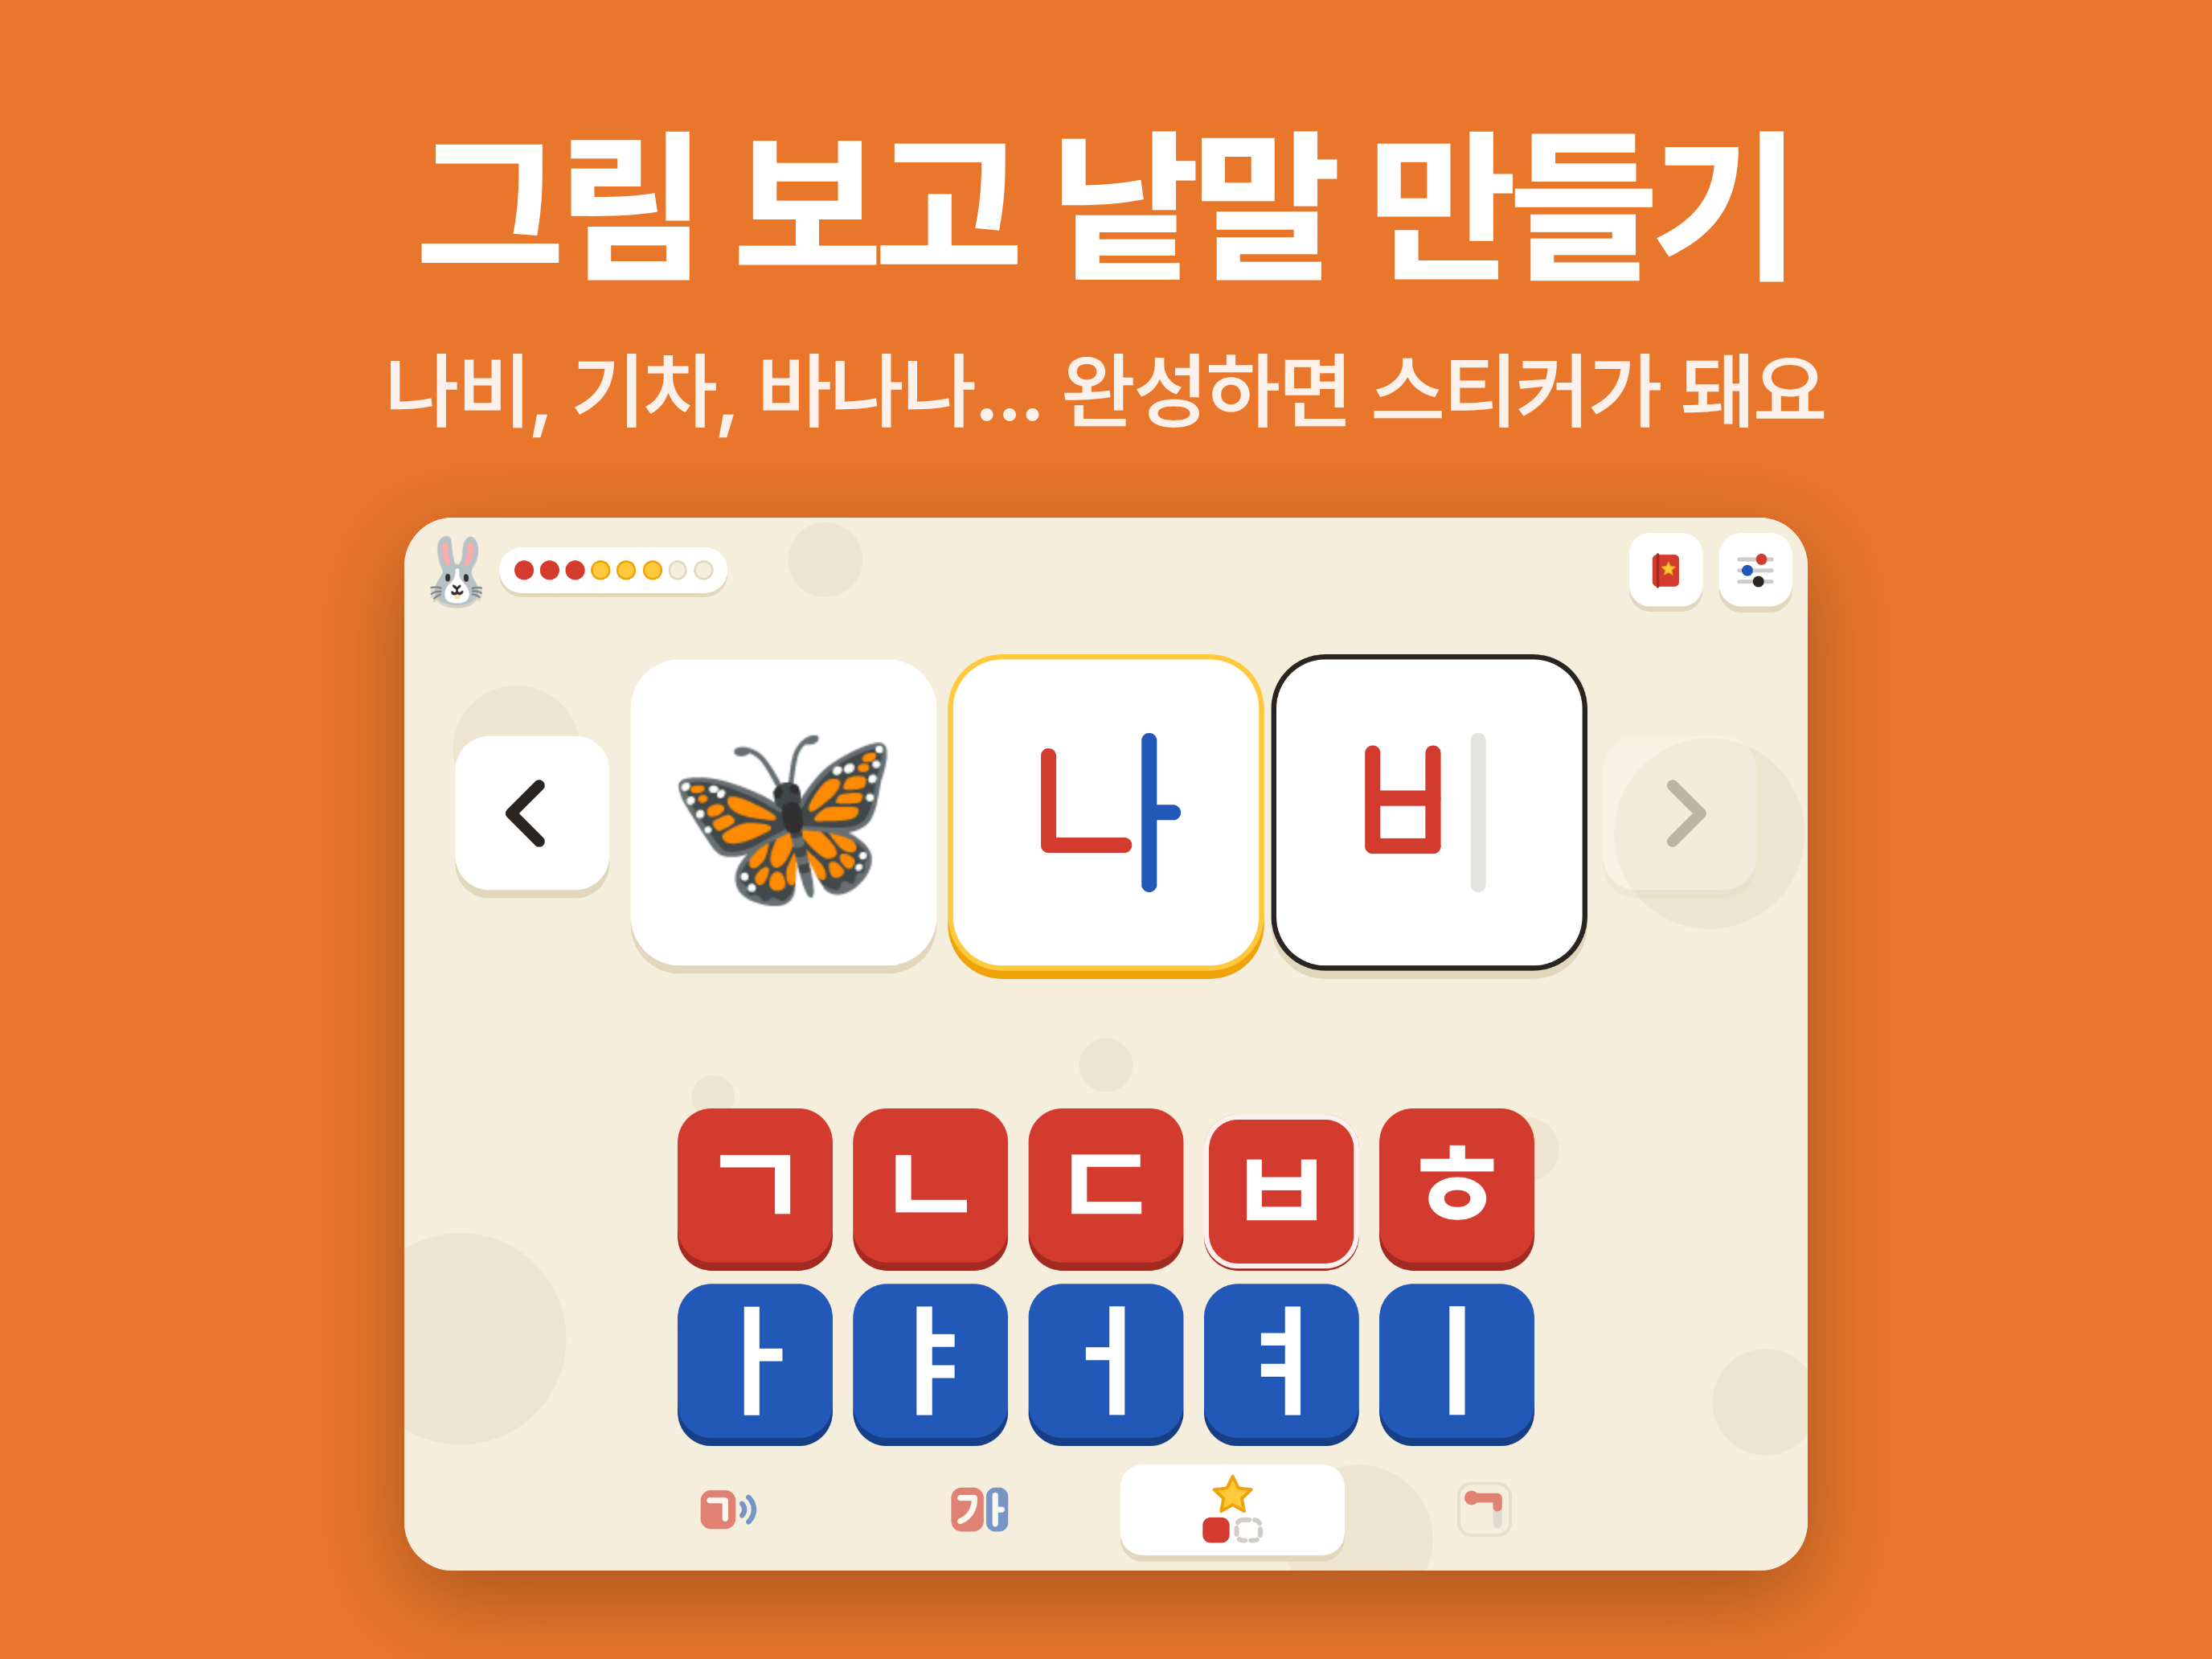 그림 보고 낱말 만들기
나비, 기차, 바나나... 완성하면 스티커가 돼요
나 비
ㄱ ㄴ ㄷ ㅂ ㅎ
ㅏ ㅑ ㅓ ㅕ ㅣ
ㄱ 가 ㄱ